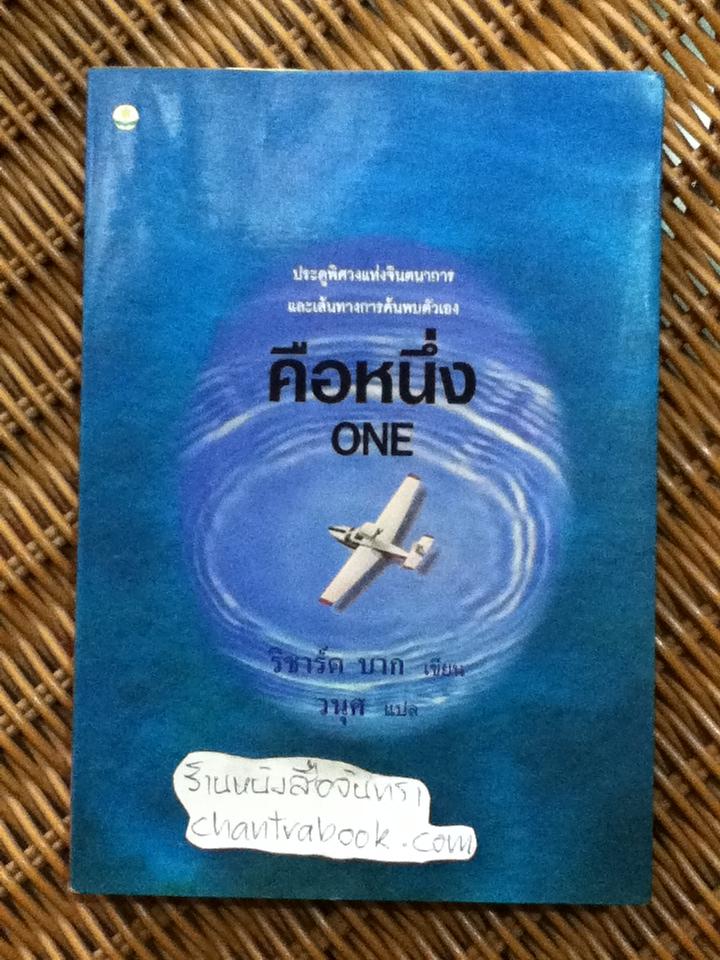 ประตูพิศวงแห่งจินตนาการ
และเส้นทางการค้นพบตัวเอง
คือหนึ่ง
ONE
ริชาร์ด บาก เขียน
วนุศ แปล
ร้านหนังสือจันทรา
chantrabook.com